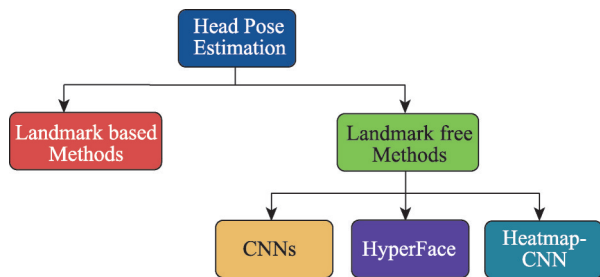 Head Pose
Estimation
Landmark based
Methods
Landmark free
Methods
CNNs
HyperFace
Heatmap-
CNN